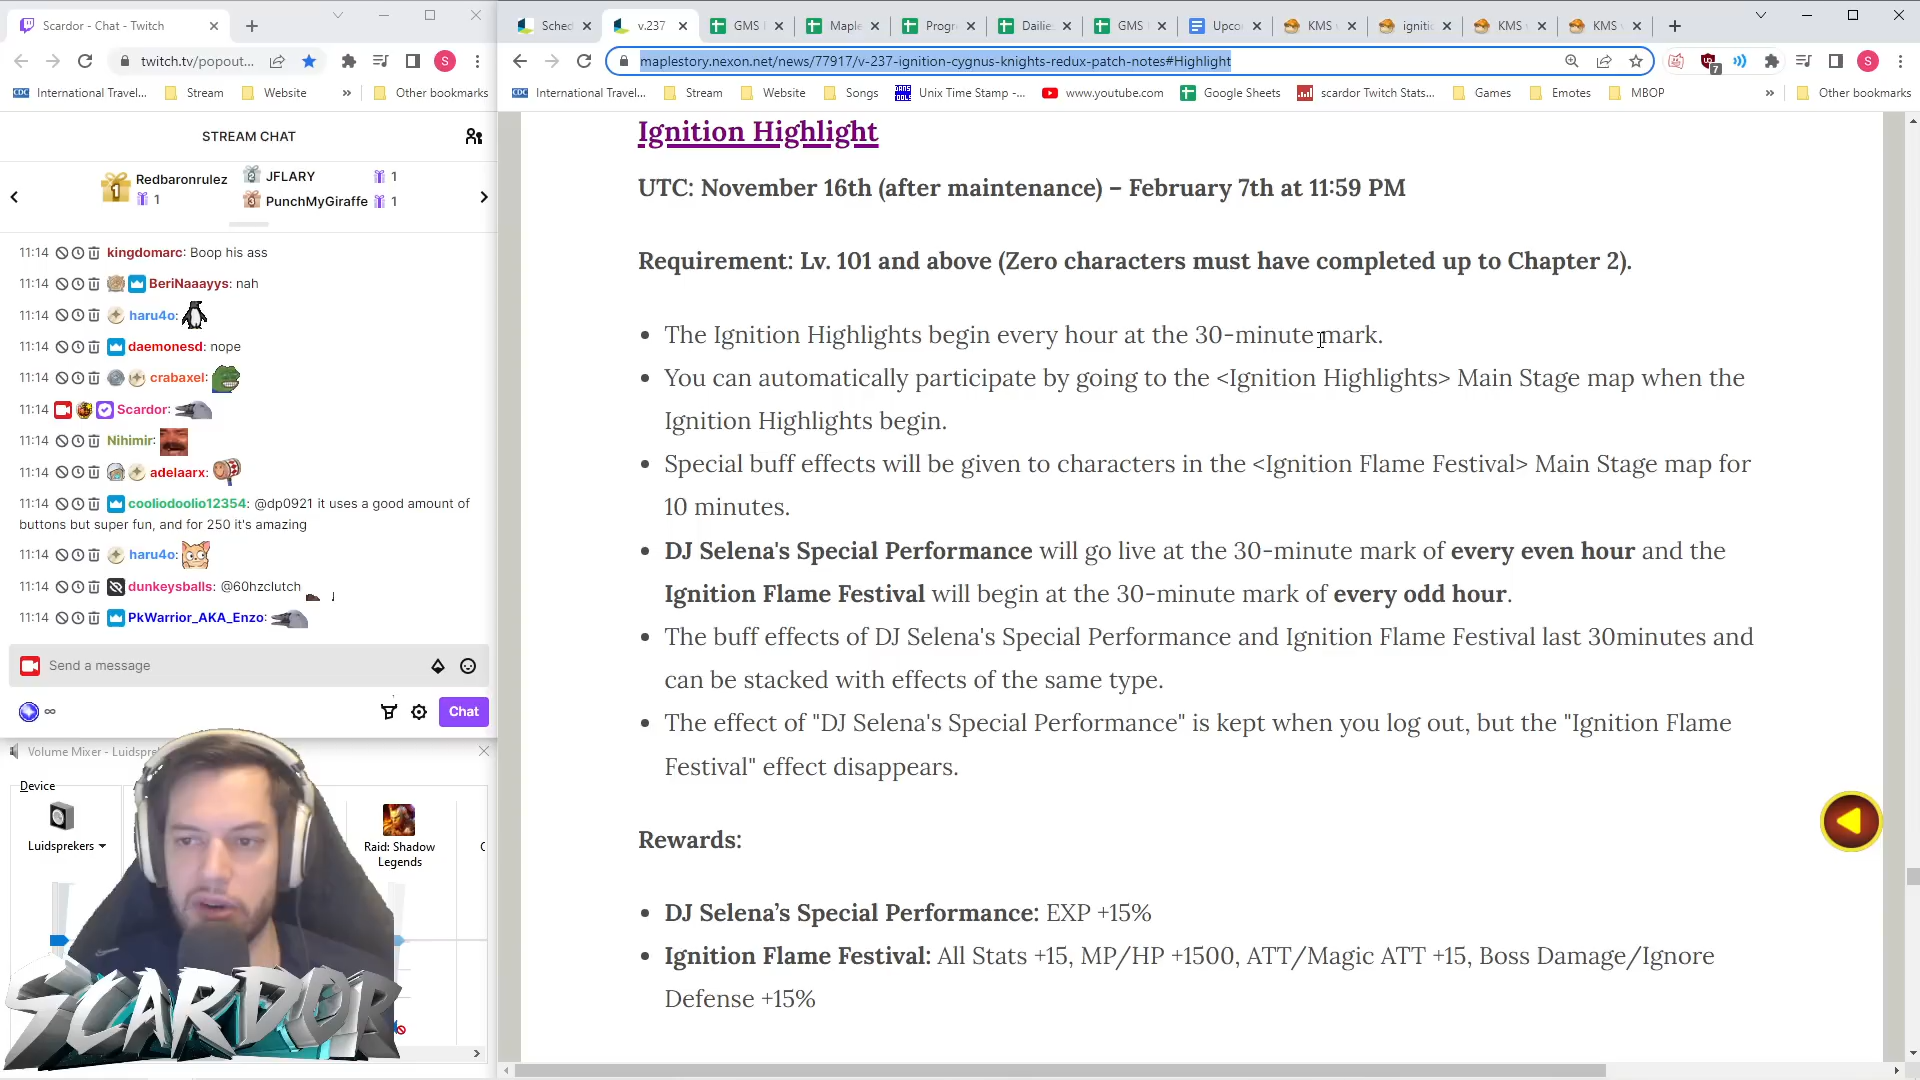 Scardor - Chat - Twitch
twitch.tv/popout...
International Travel...
Stream
Website
»
Other bookmarks
STREAM CHAT
Redbaronrulez
1
JFLARY 1
PunchMyGiraffe 1
11:14 kingdomarc: Boop his ass
11:14 BeriNaaayys: nah
11:14 haru4o:
11:14 daemonesd: nope
11:14 crabaxel:
11:14 Scardor:
11:14 Nihimir:
11:14 adelaarx:
11:14 cooliodoolio12354: @dp0921 it uses a good amount of
buttons but super fun, and for 250 it's amazing
11:14 haru4o:
11:14 dunkeysballs: @60hzclutch
11:14 PkWarrior_AKA_Enzo:
Send a message
∞
Chat
Volume Mixer - Luidspre
Device
Luidsprekers
Raid: Shadow
Legends
SCARDOR
Sched
v.237
GMS
Maple
Progr
Dailie
GMS
Upco
KMS
igniti
KMS
KMS
maplestory.nexon.net/news/77917/v-237-ignition-cygnus-knights-redux-patch-notes#Highlight
International Travel...
Stream
Website
Songs
Unix Time Stamp -...
www.youtube.com
Google Sheets
scardor Twitch Stats...
Games
Emotes
MBOP
»
Other bookmarks
Ignition Highlight
UTC: November 16th (after maintenance) – February 7th at 11:59 PM
Requirement: Lv. 101 and above (Zero characters must have completed up to Chapter 2).
• The Ignition Highlights begin every hour at the 30-minute mark.
• You can automatically participate by going to the <Ignition Highlights> Main Stage map when the
Ignition Highlights begin.
• Special buff effects will be given to characters in the <Ignition Flame Festival> Main Stage map for
10 minutes.
• DJ Selena's Special Performance will go live at the 30-minute mark of every even hour and the
Ignition Flame Festival will begin at the 30-minute mark of every odd hour.
• The buff effects of DJ Selena's Special Performance and Ignition Flame Festival last 30minutes and
can be stacked with effects of the same type.
• The effect of "DJ Selena's Special Performance" is kept when you log out, but the "Ignition Flame
Festival" effect disappears.
Rewards:
• DJ Selena’s Special Performance: EXP +15%
• Ignition Flame Festival: All Stats +15, MP/HP +1500, ATT/Magic ATT +15, Boss Damage/Ignore
Defense +15%